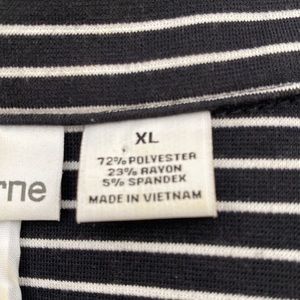 XL
72% POLYESTER
23% RAYON
5% SPANDEX
MADE IN VIETNAM
rne